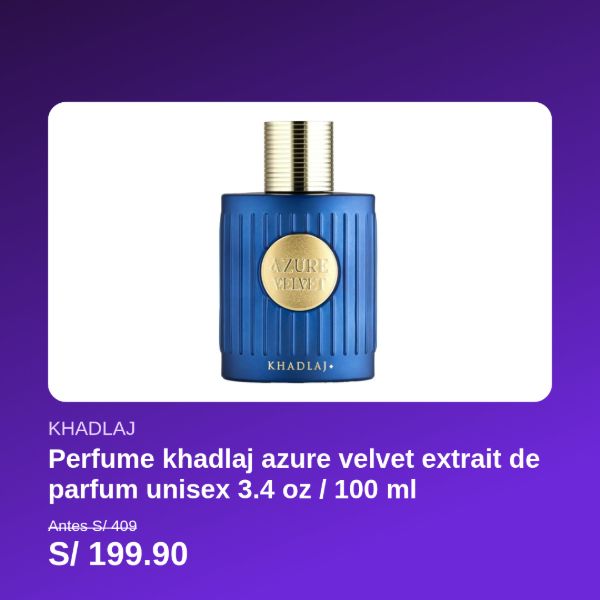 AZURE
VELVET
KHADLAJ
KHADLAJ
Perfume khadlaj azure velvet extrait de
parfum unisex 3.4 oz / 100 ml
Antes S/ 409
S/ 199.90